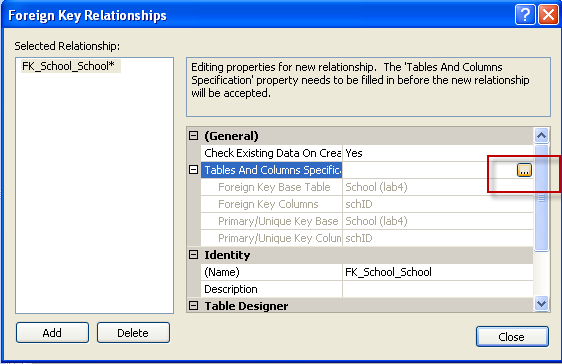 Foreign Key Relationships
Selected Relationship:
FK_School_School*
Editing properties for new relationship. The 'Tables And Columns
Specification' property needs to be filled in before the new relationship
will be accepted.
(General)
Check Existing Data On Crea Yes
Tables And Columns Specifica ...
Foreign Key Base Table School (lab4)
Foreign Key Columns schID
Primary/Unique Key Base School (lab4)
Primary/Unique Key Colun schID
Identity
(Name) FK_School_School
Description
Table Designer
Add Delete
Close